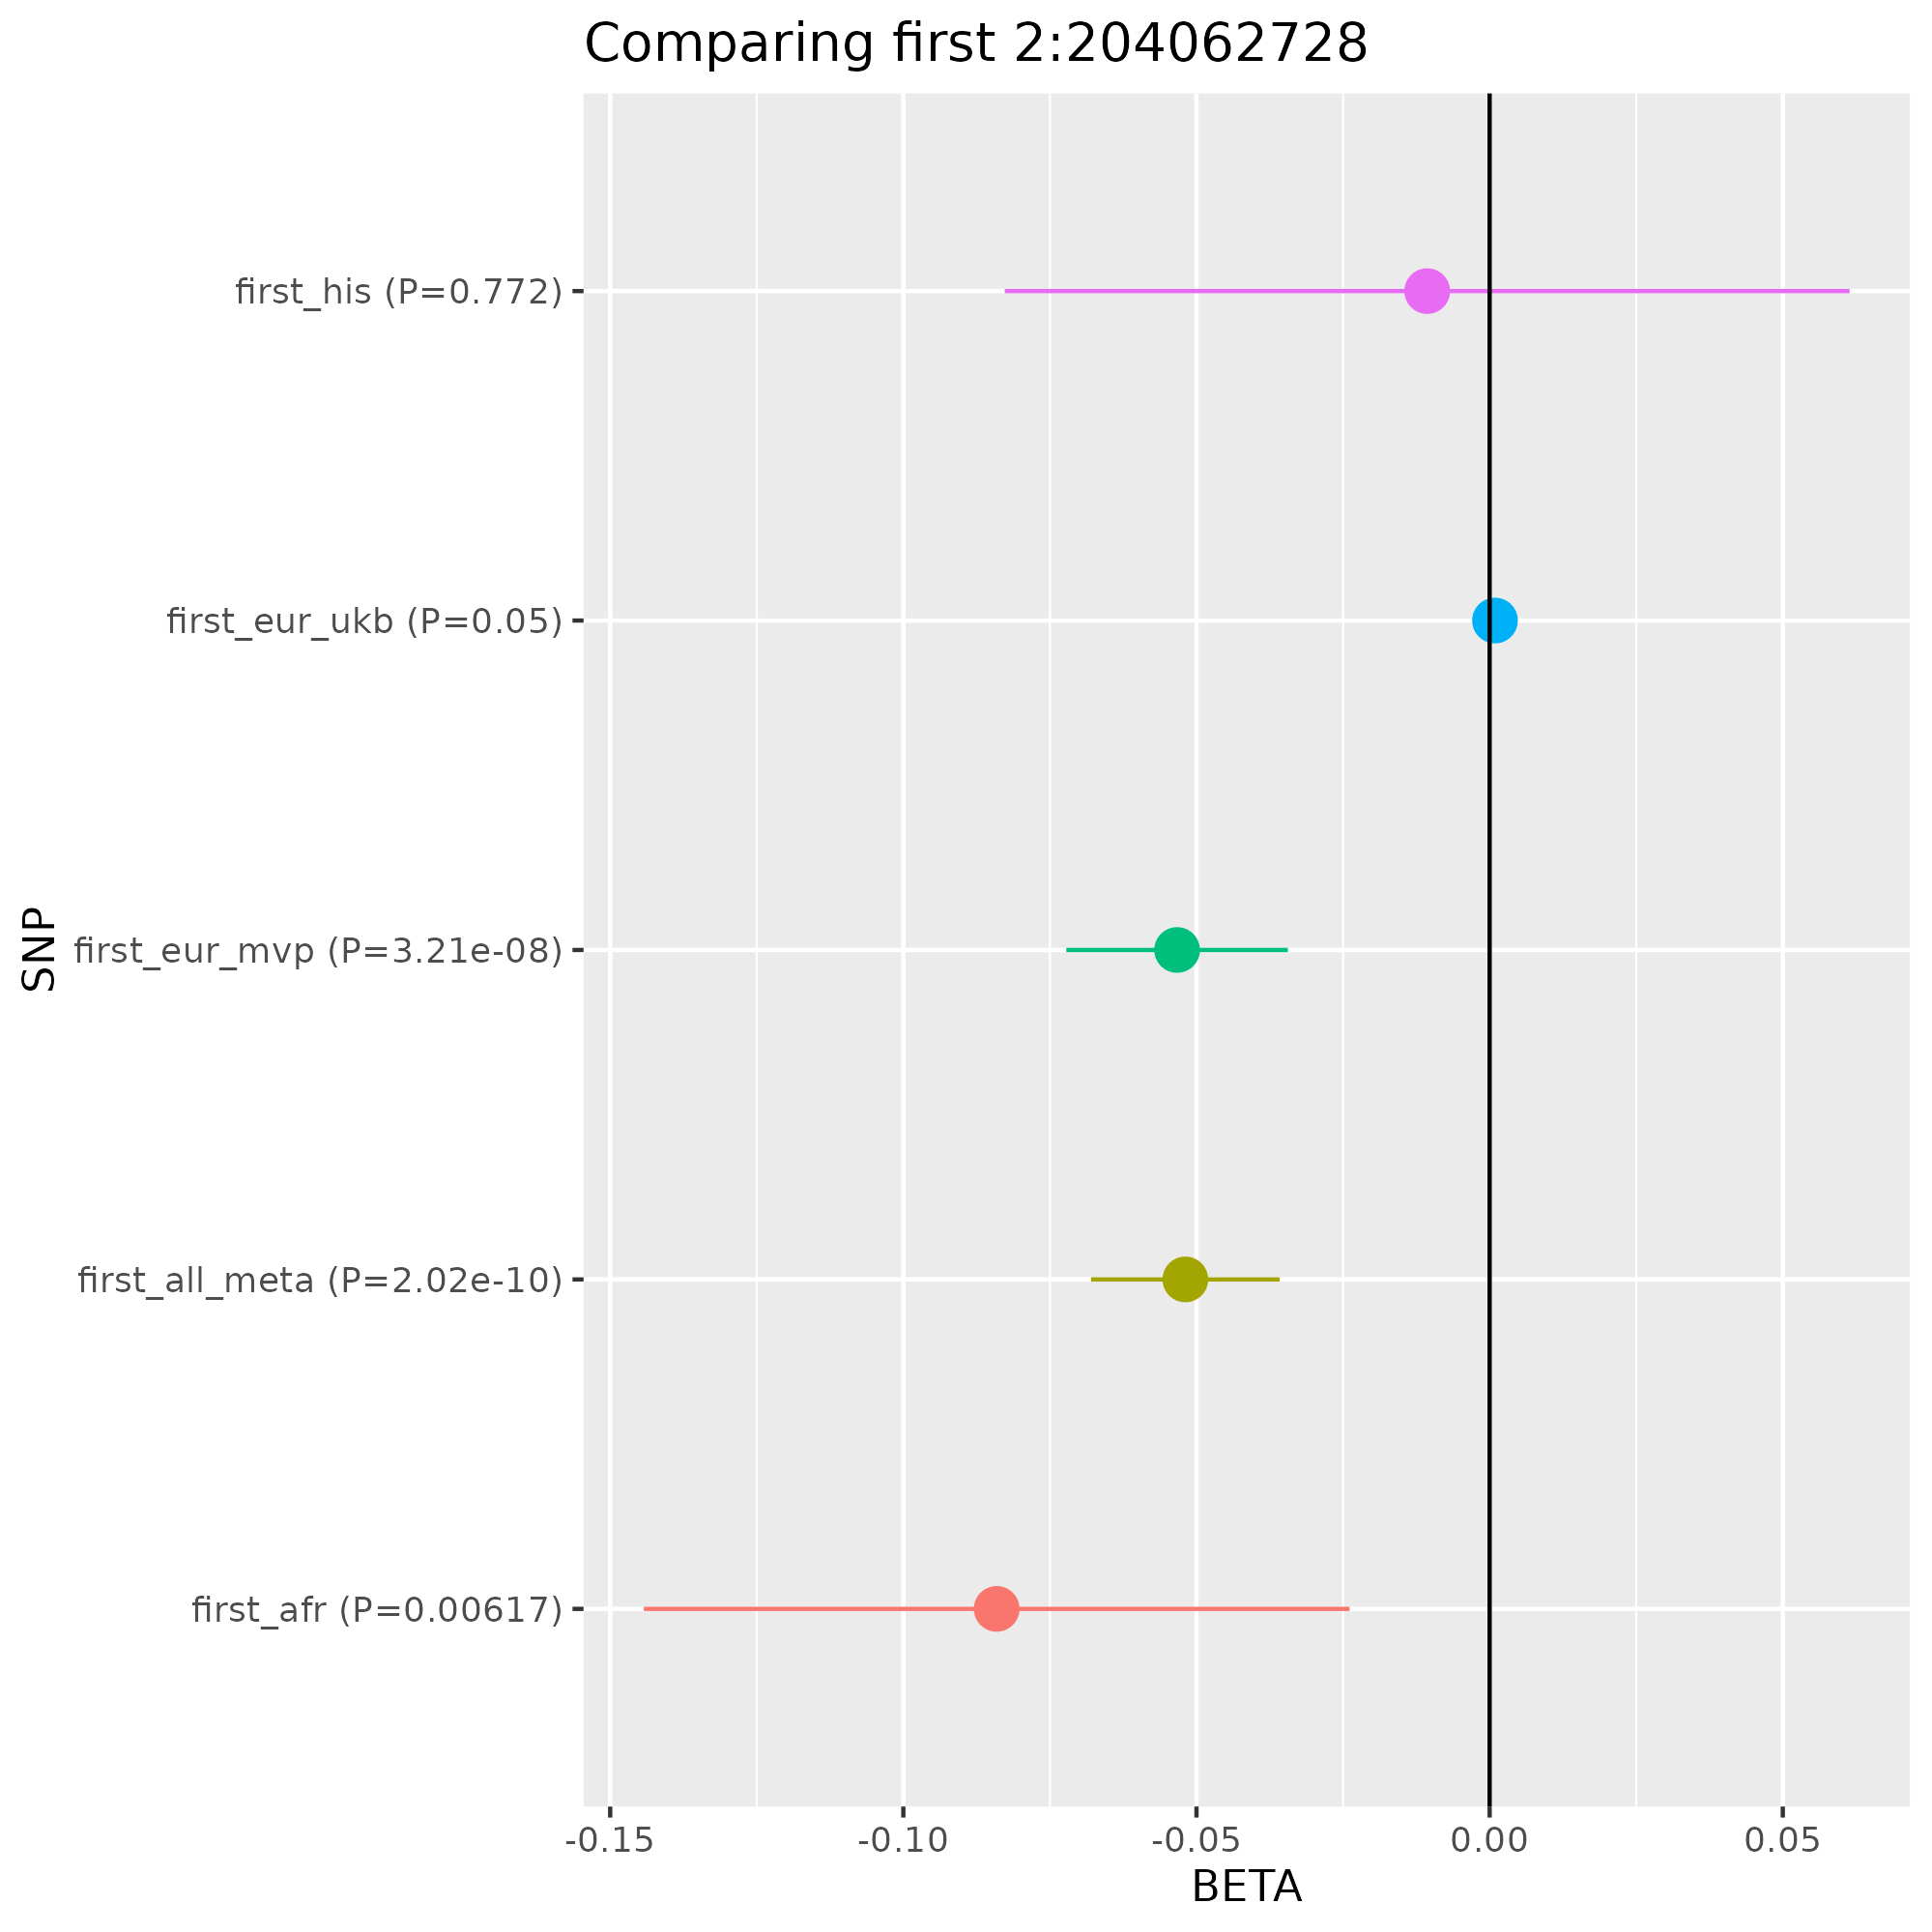 Comparing first 2:204062728
first_his (P=0.772)
first_eur_ukb (P=0.05)
SNP
first_eur_mvp (P=3.21e-08)
first_all_meta (P=2.02e-10)
first_afr (P=0.00617)
-0.15 -0.10 -0.05 0.00 0.05
BETA